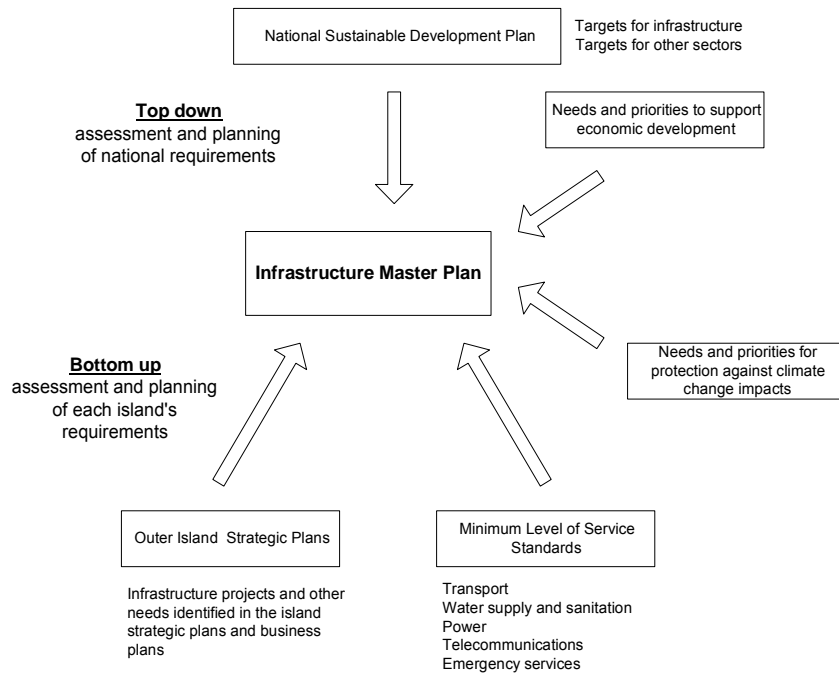 National Sustainable Development Plan
Targets for infrastructure
Targets for other sectors
Top down
assessment and planning
of national requirements
Needs and priorities to support
economic development
Infrastructure Master Plan
Bottom up
assessment and planning
of each island's
requirements
Needs and priorities for
protection against climate
change impacts
Outer Island Strategic Plans
Infrastructure projects and other
needs identified in the island
strategic plans and business
plans
Minimum Level of Service
Standards
Transport
Water supply and sanitation
Power
Telecommunications
Emergency services